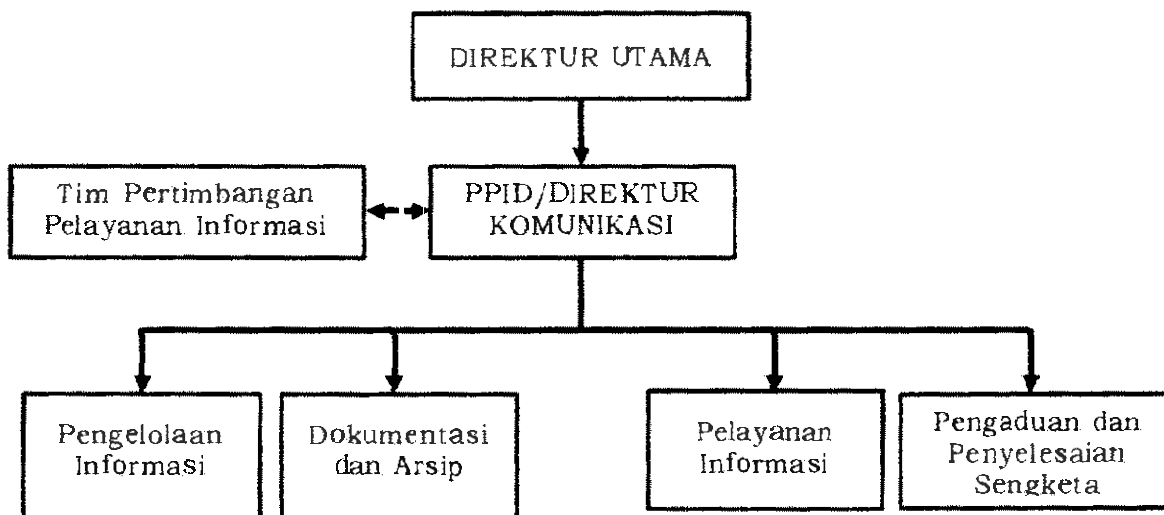 DIREKTUR UTAMA
Tim Pertimbangan
Pelayanan Informasi
PPID/DIREKTUR
KOMUNIKASI
Pengelolaan
Informasi
Dokumentasi
dan Arsip
Pelayanan
Informasi
Pengaduan dan
Penyelesaian
Sengketa